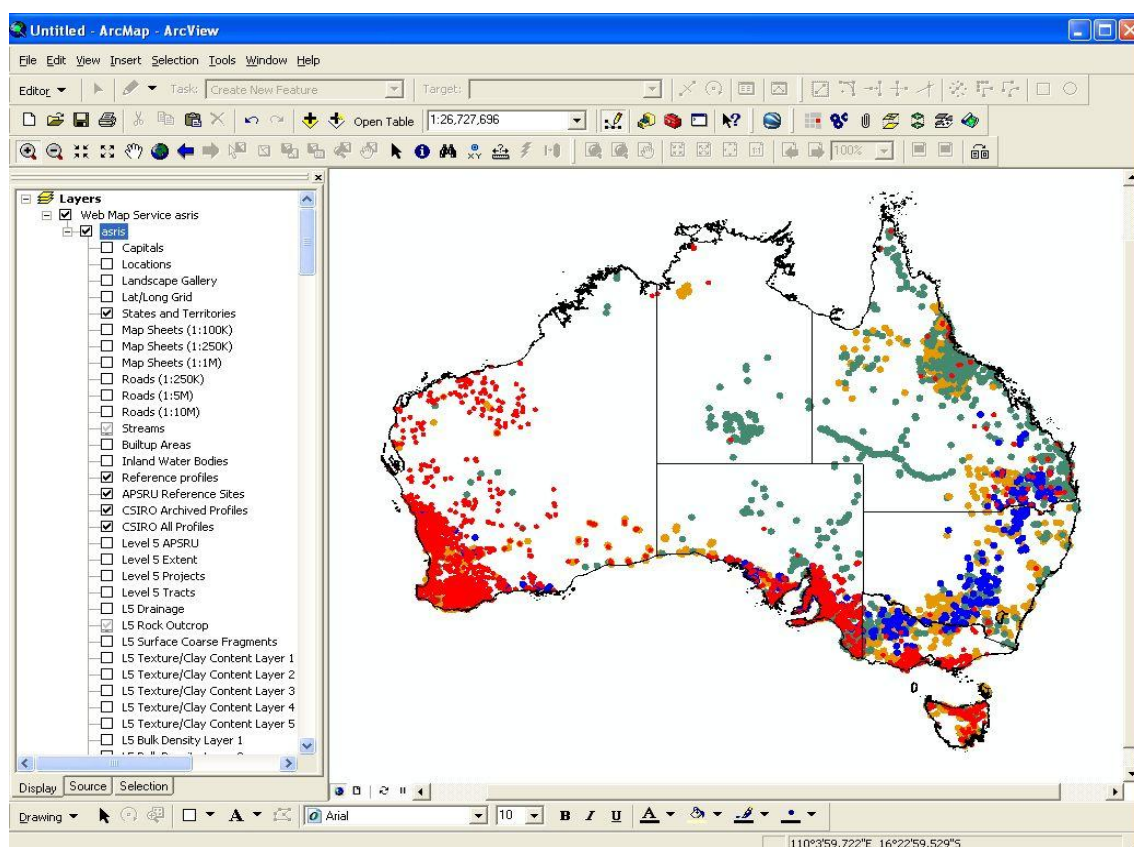 Untitled - ArcMap - ArcView
File Edit View Insert Selection Tools Window Help
Editor Task: Create New Feature Target:
Open Table 1:26,727,696
100%
Layers
Web Map Service asris
asris
Capitals
Locations
Landscape Gallery
Lat/Long Grid
States and Territories
Map Sheets (1:100K)
Map Sheets (1:250K)
Map Sheets (1:1M)
Roads (1:250K)
Roads (1:5M)
Roads (1:10M)
Streams
Builtup Areas
Inland Water Bodies
Reference profiles
APSRU Reference Sites
CSIRO Archived Profiles
CSIRO All Profiles
Level 5 APSRU
Level 5 Extent
Level 5 Projects
Level 5 Tracts
L5 Drainage
L5 Rock Outcrop
L5 Surface Coarse Fragments
L5 Texture/Clay Content Layer 1
L5 Texture/Clay Content Layer 2
L5 Texture/Clay Content Layer 3
L5 Texture/Clay Content Layer 4
L5 Texture/Clay Content Layer 5
L5 Bulk Density Layer 1
Display Source Selection
Drawing A Arial 10 B I U A
110°3'59.722"E 16°22'59.529"S